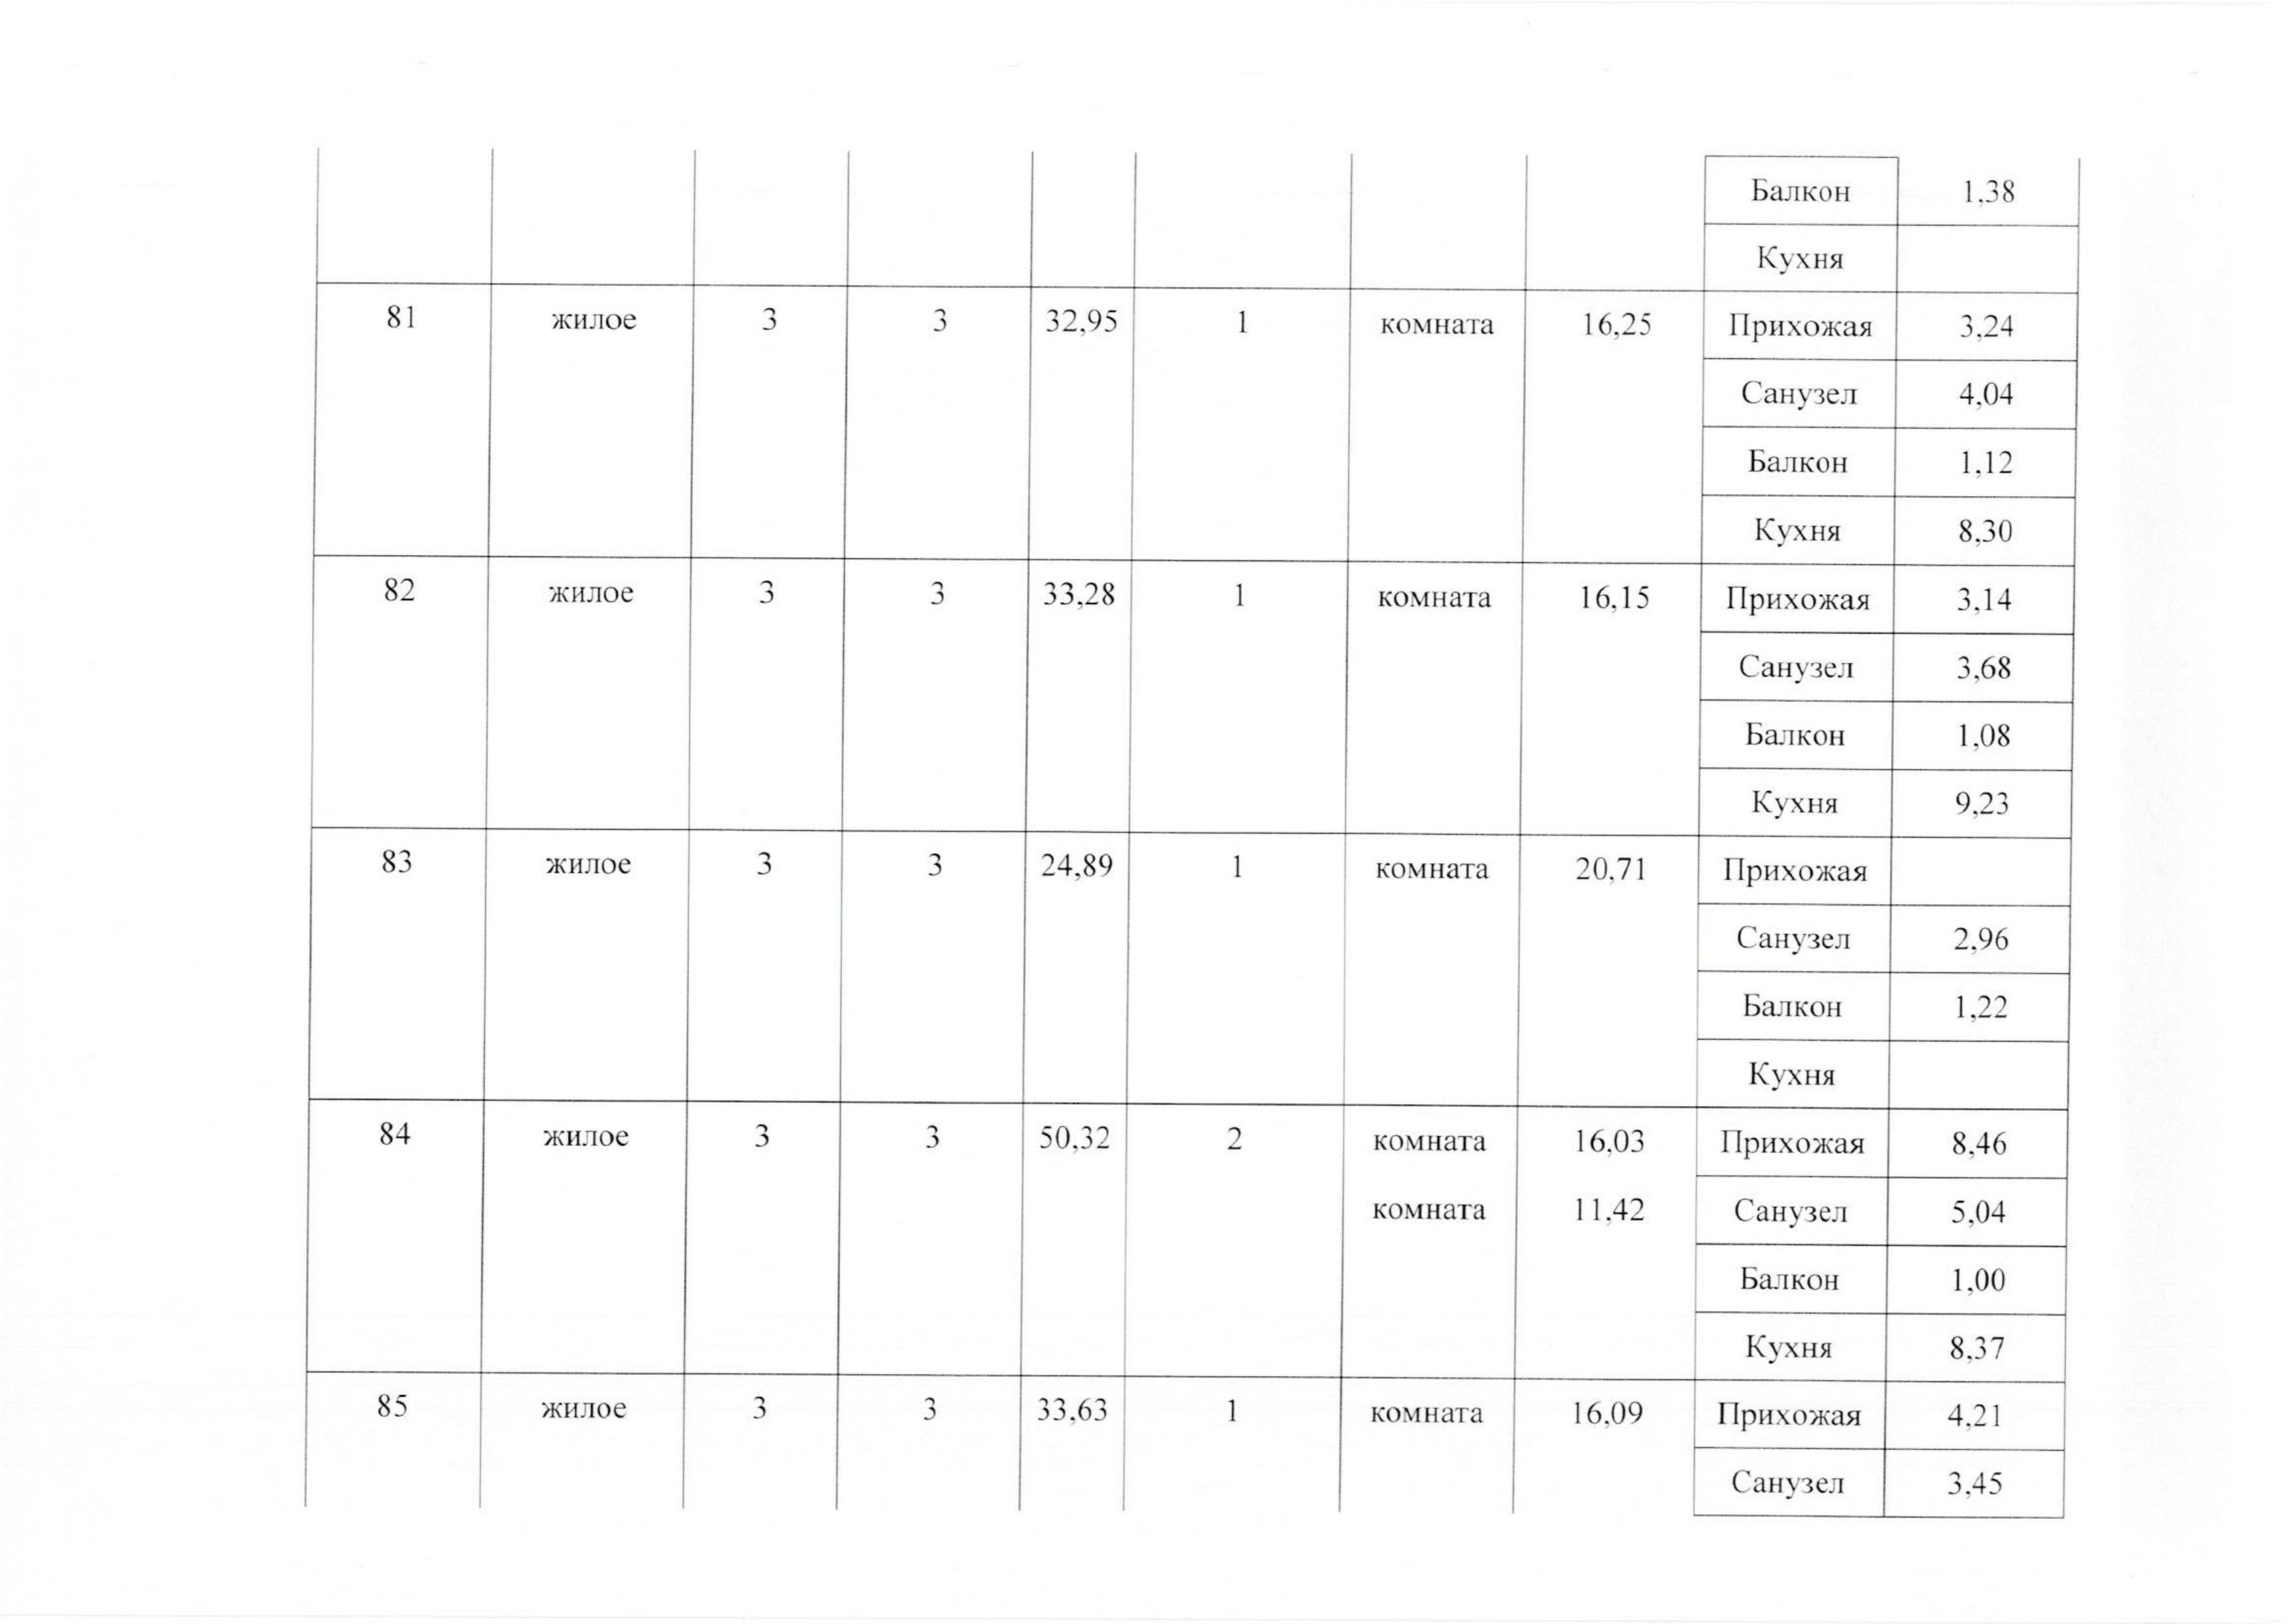 Балкон 1,38
Кухня
81 жилое 3 3 32,95 1 комната 16,25 Прихожая 3,24
Санузел 4,04
Балкон 1,12
Кухня 8,30
82 жилое 3 3 33,28 1 комната 16,15 Прихожая 3,14
Санузел 3,68
Балкон 1,08
Кухня 9,23
83 жилое 3 3 24,89 1 комната 20,71 Прихожая
Санузел 2,96
Балкон 1,22
Кухня
84 жилое 3 3 50,32 2 комната 16,03 Прихожая 8,46
комната 11,42 Санузел 5,04
Балкон 1,00
Кухня 8,37
85 жилое 3 3 33,63 1 комната 16,09 Прихожая 4,21
Санузел 3,45